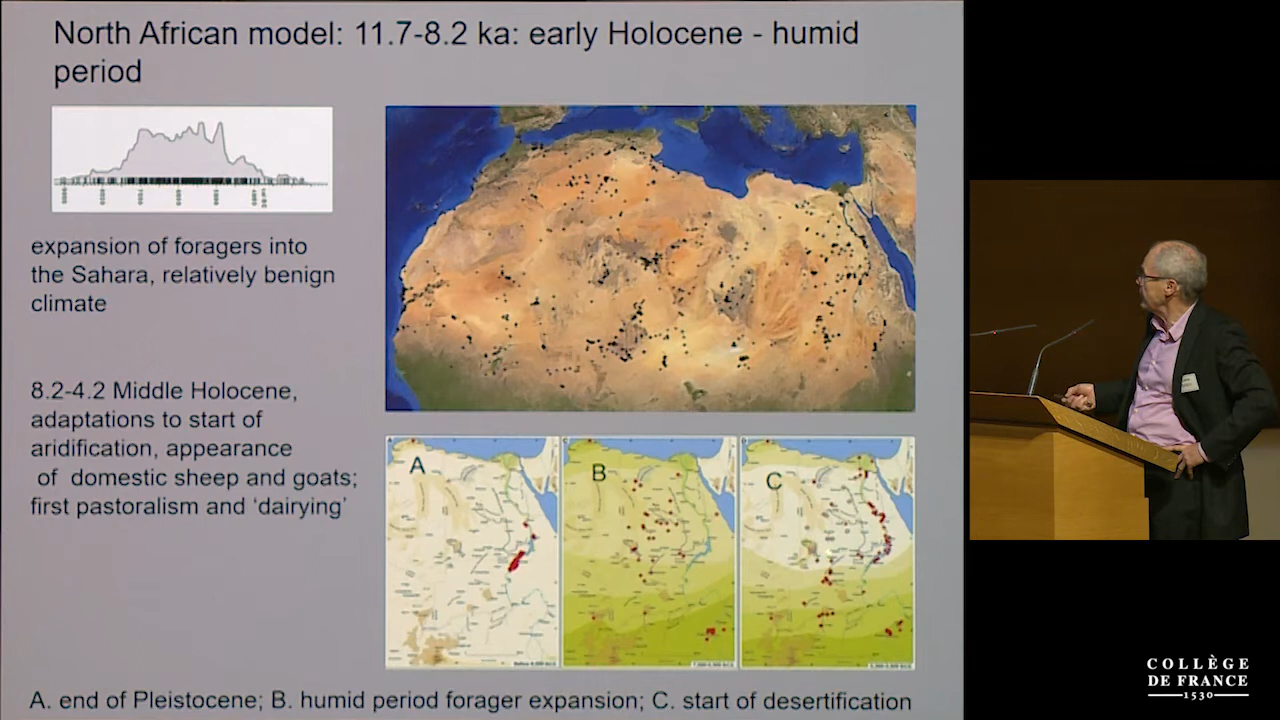 North African model: 11.7-8.2 ka: early Holocene - humid
period
expansion of foragers into
the Sahara, relatively benign
climate
8.2-4.2 Middle Holocene,
adaptations to start of
aridification, appearance
of domestic sheep and goats;
first pastoralism and ‘dairying’
A
B
C
A. end of Pleistocene; B. humid period forager expansion; C. start of desertification
COLLÈGE
DE FRANCE
1530